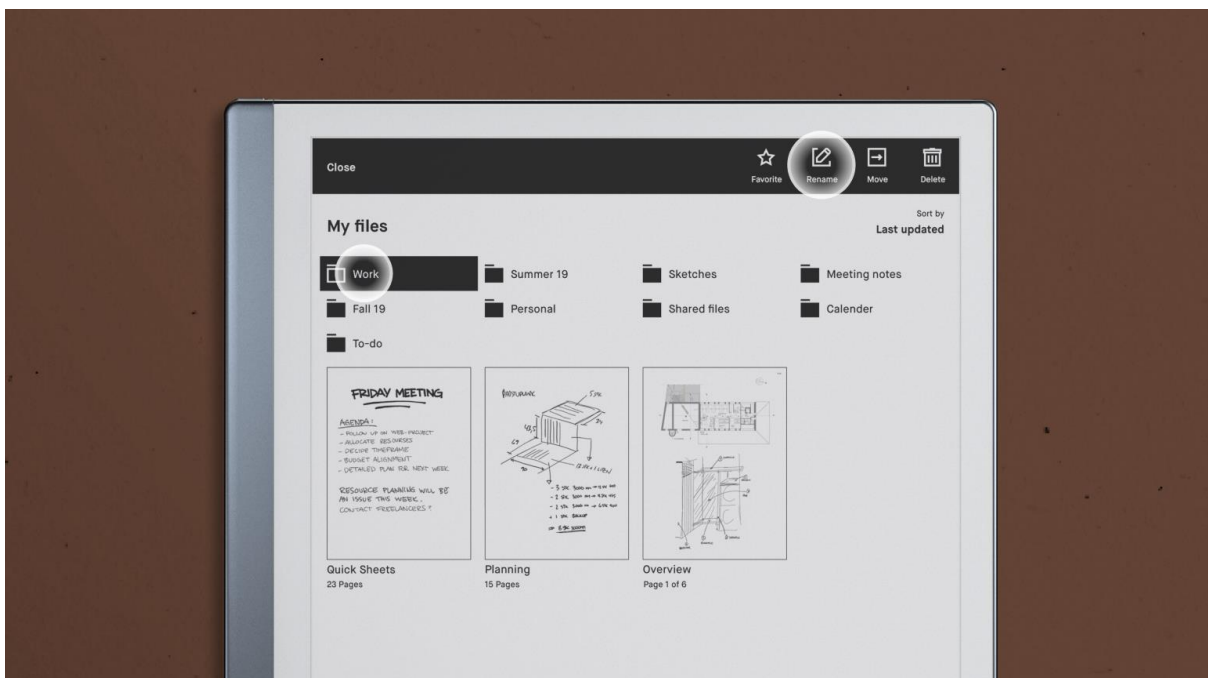 Close
Favorite Rename Move Delete
My files
Sort by
Last updated
Work Summer 19 Sketches Meeting notes
Fall 19 Personal Shared files Calender
To-do
FRIDAY MEETING
AGENDA:
- FOLLOW UP ON WEB-PROJECT
- ALLOCATE RESOURSES
- DECIDE TIMEFRAME
- BUDGET ALIGNMENT
- DETAILED PLAN FOR NEXT WEEK
RESOURCE PLANNING WILL BE
AN ISSUE THIS WEEK.
CONTACT FREELANCERS!
Quick Sheets
23 Pages
Planning
15 Pages
Overview
Page 1 of 6